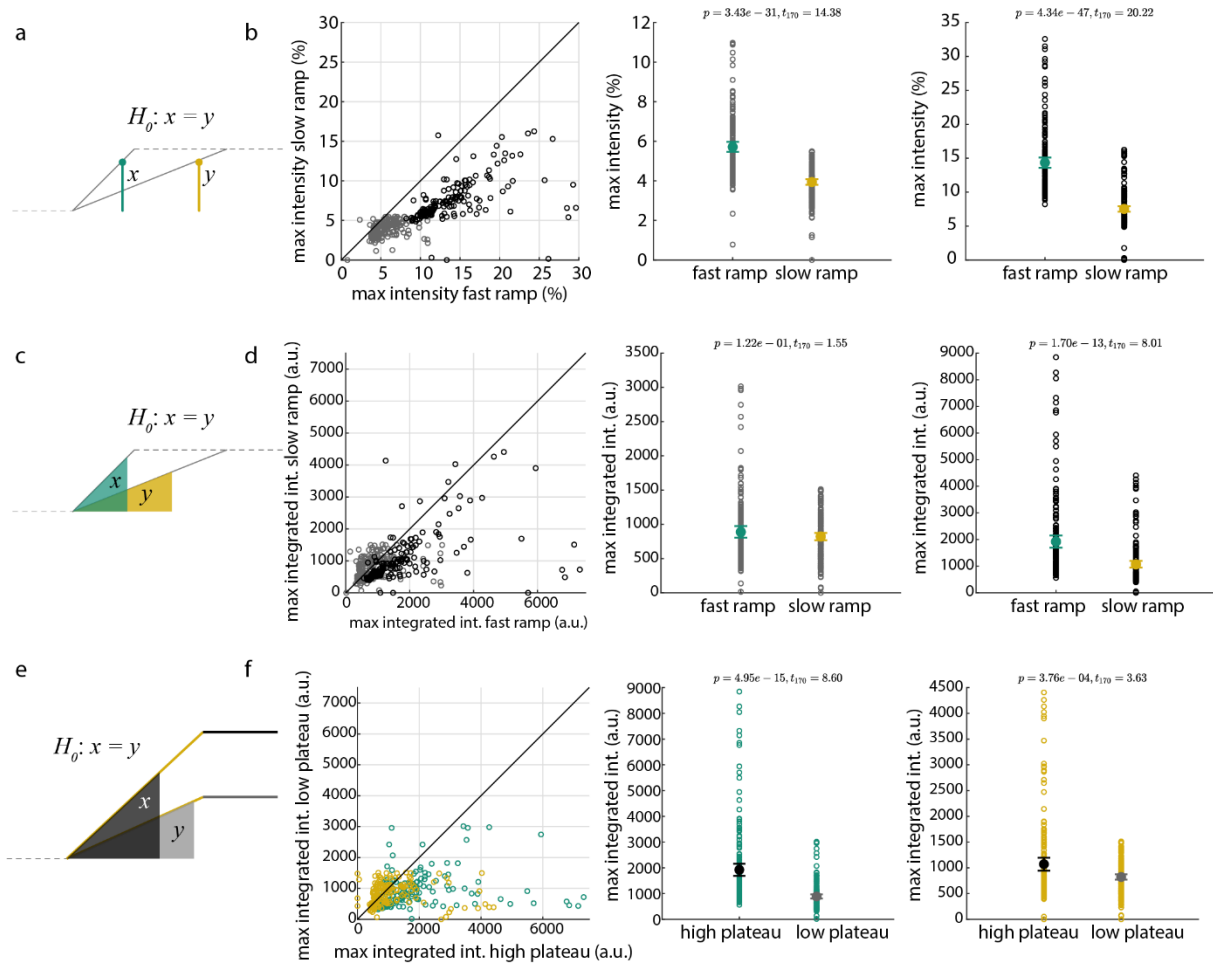 a
H0: x = y
x
y
b
max intensity slow ramp (%)
30
25
20
15
10
5
0
0 5 10 15 20 25 30
max intensity fast ramp (%)
p = 3.43e − 31, t170 = 14.38
max intensity (%)
12
10
8
6
4
2
0
fast ramp slow ramp
p = 4.34e − 47, t170 = 20.22
max intensity (%)
35
30
25
20
15
10
5
0
fast ramp slow ramp
c
H0: x = y
x
y
d
max integrated int. slow ramp (a.u.)
7000
6000
5000
4000
3000
2000
1000
0
0 2000 4000 6000
max integrated int. fast ramp (a.u.)
p = 1.22e − 01, t170 = 1.55
max integrated int. (a.u.)
3500
3000
2500
2000
1500
1000
500
0
fast ramp slow ramp
p = 1.70e − 13, t170 = 8.01
max integrated int. (a.u.)
9000
8000
7000
6000
5000
4000
3000
2000
1000
0
fast ramp slow ramp
e
H0: x = y
x
y
f
max integrated int. low plateau (a.u.)
7000
6000
5000
4000
3000
2000
1000
0
0 2000 4000 6000
max integrated int. high plateau (a.u.)
p = 4.95e − 15, t170 = 8.60
max integrated int. (a.u.)
9000
8000
7000
6000
5000
4000
3000
2000
1000
0
high plateau low plateau
p = 3.76e − 04, t170 = 3.63
max integrated int. (a.u.)
4500
4000
3500
3000
2500
2000
1500
1000
500
0
high plateau low plateau